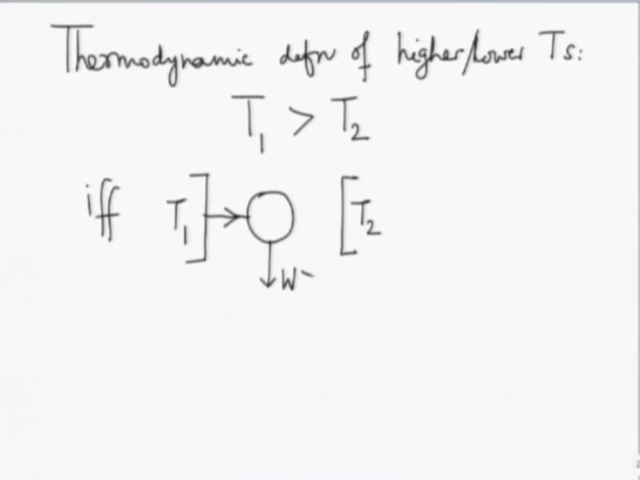 Thermodynamic defn of higher/lower Ts:
T₁ > T₂
iff T₁] [T₂
W